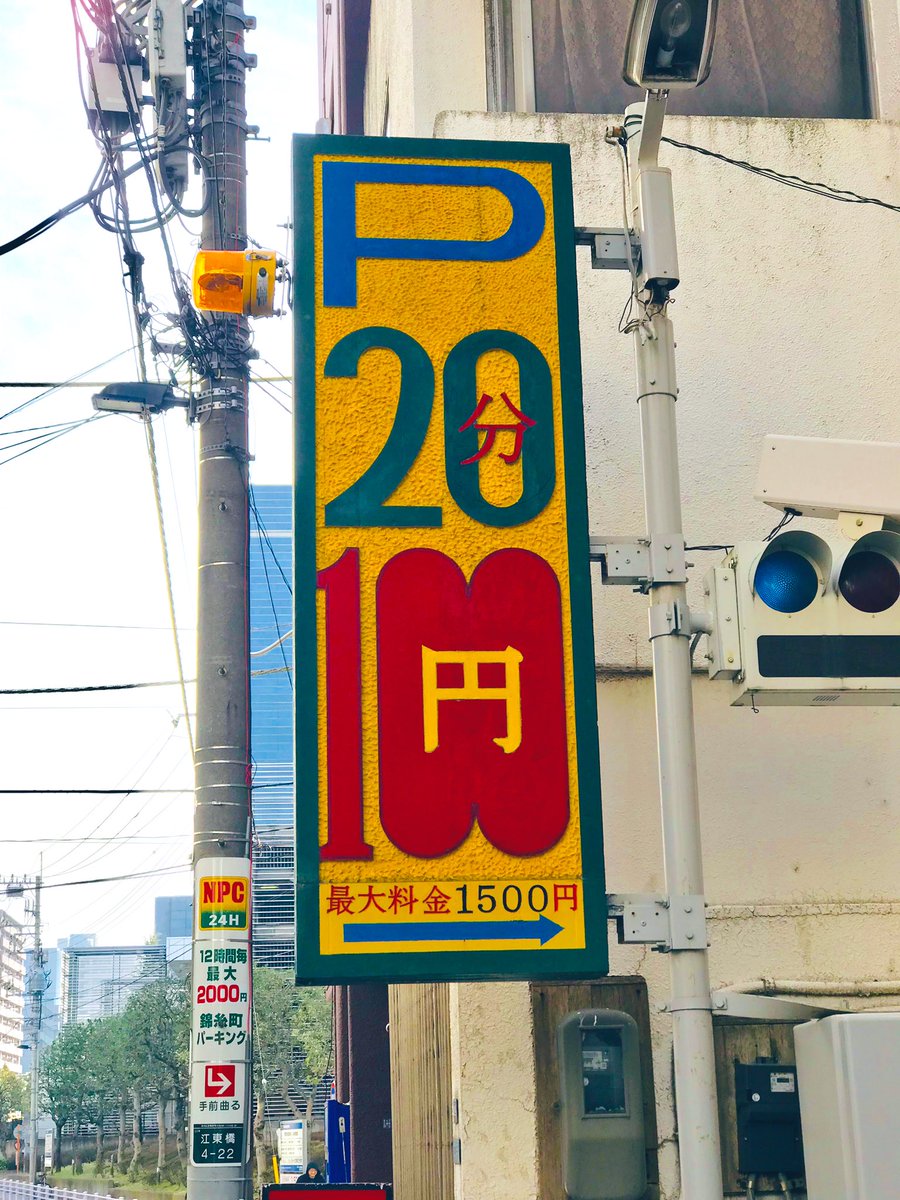 P
20分
100円
最大料金1500円
NPC
24H
12時間毎
最大
2000円
錦糸町
パーキング
手前曲る
江東橋
4-22